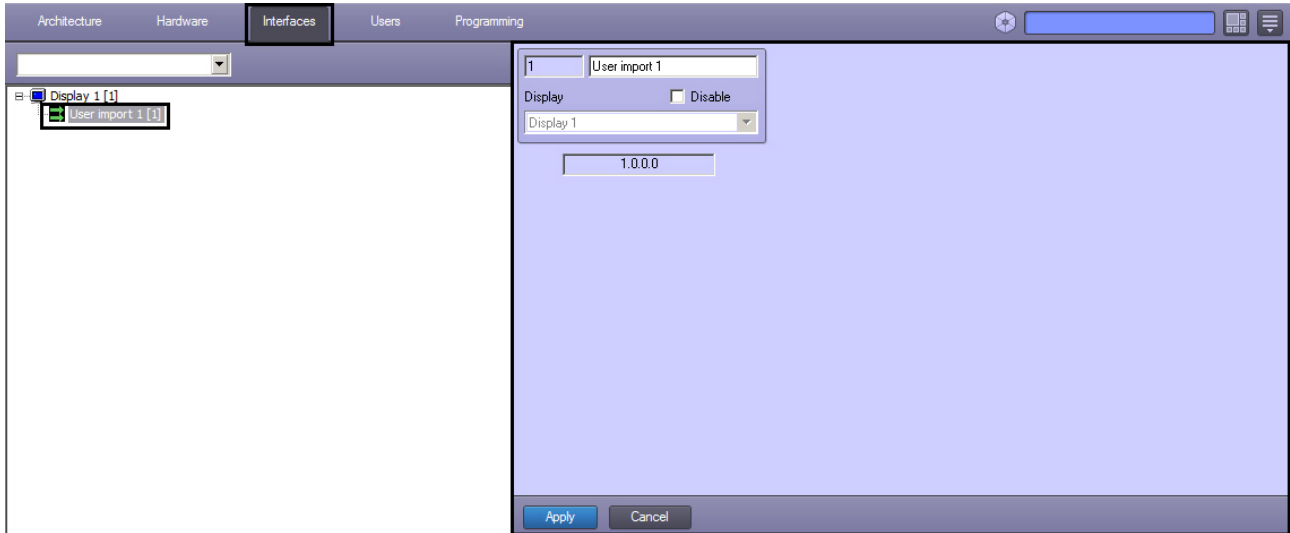 Architecture Hardware Interfaces Users Programming
Display 1 [1]
User import 1 [1]
1 User import 1
Display Disable
Display 1
1.0.0.0
Apply Cancel